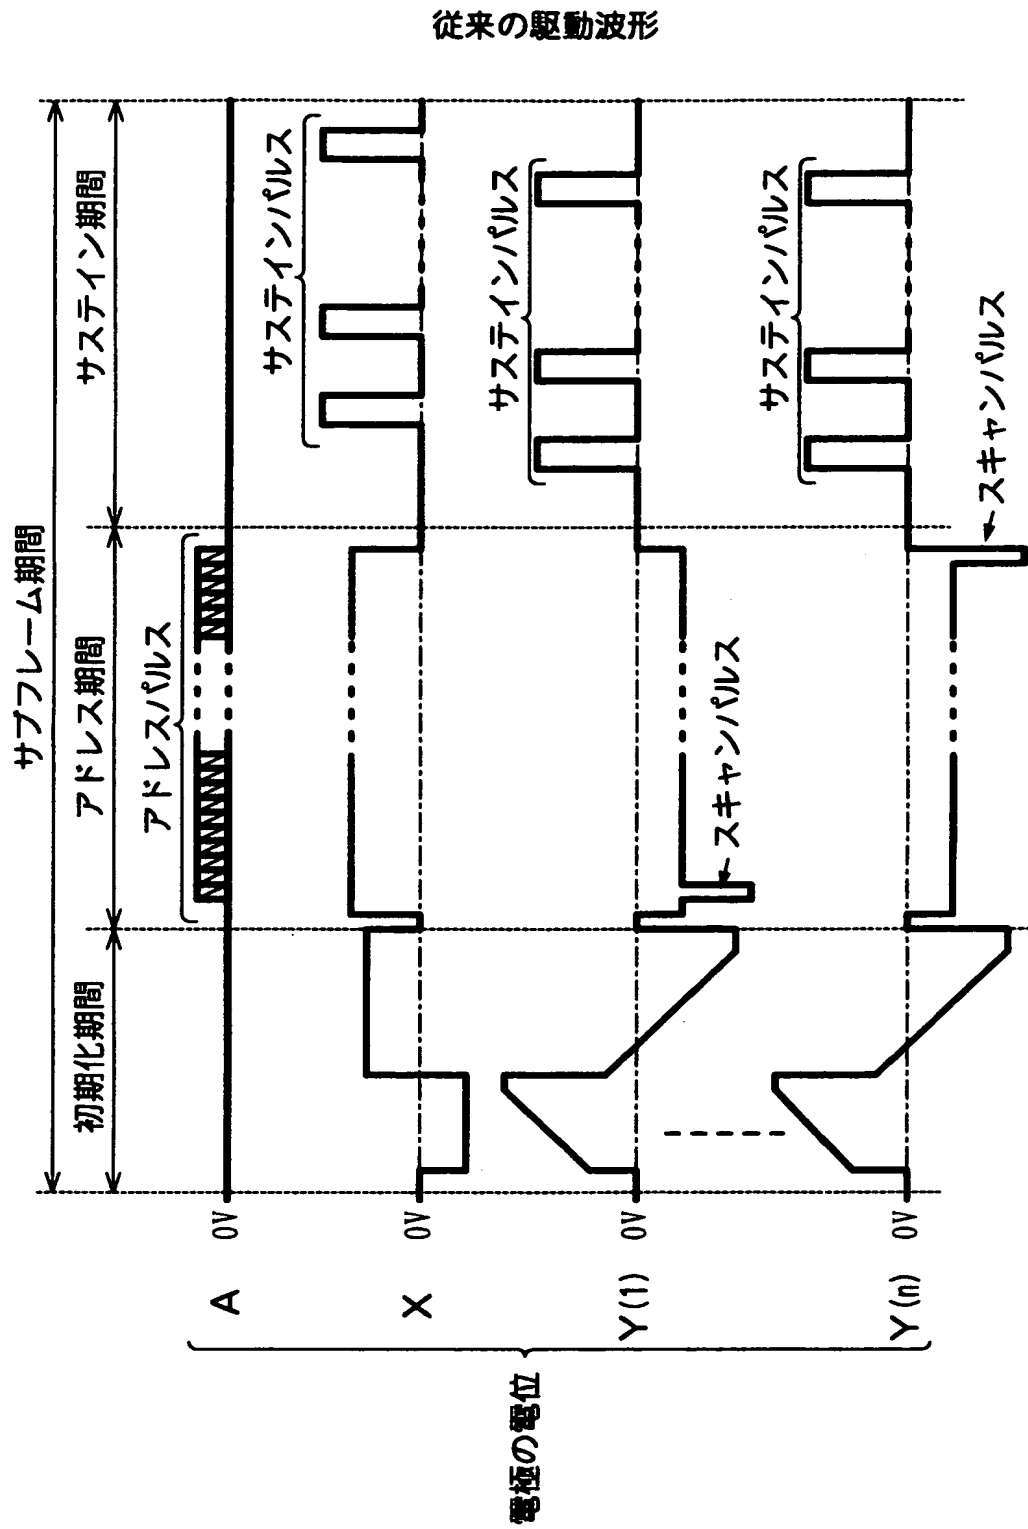 従来の駆動波形
サブフレーム期間
初期化期間
アドレス期間
サステイン期間
アドレスパルス
A
0V
サステインパルス
X
0V
サステインパルス
スキャンパルス
Y(1)
0V
サステインパルス
スキャンパルス
Y(n)
0V
電極の電位